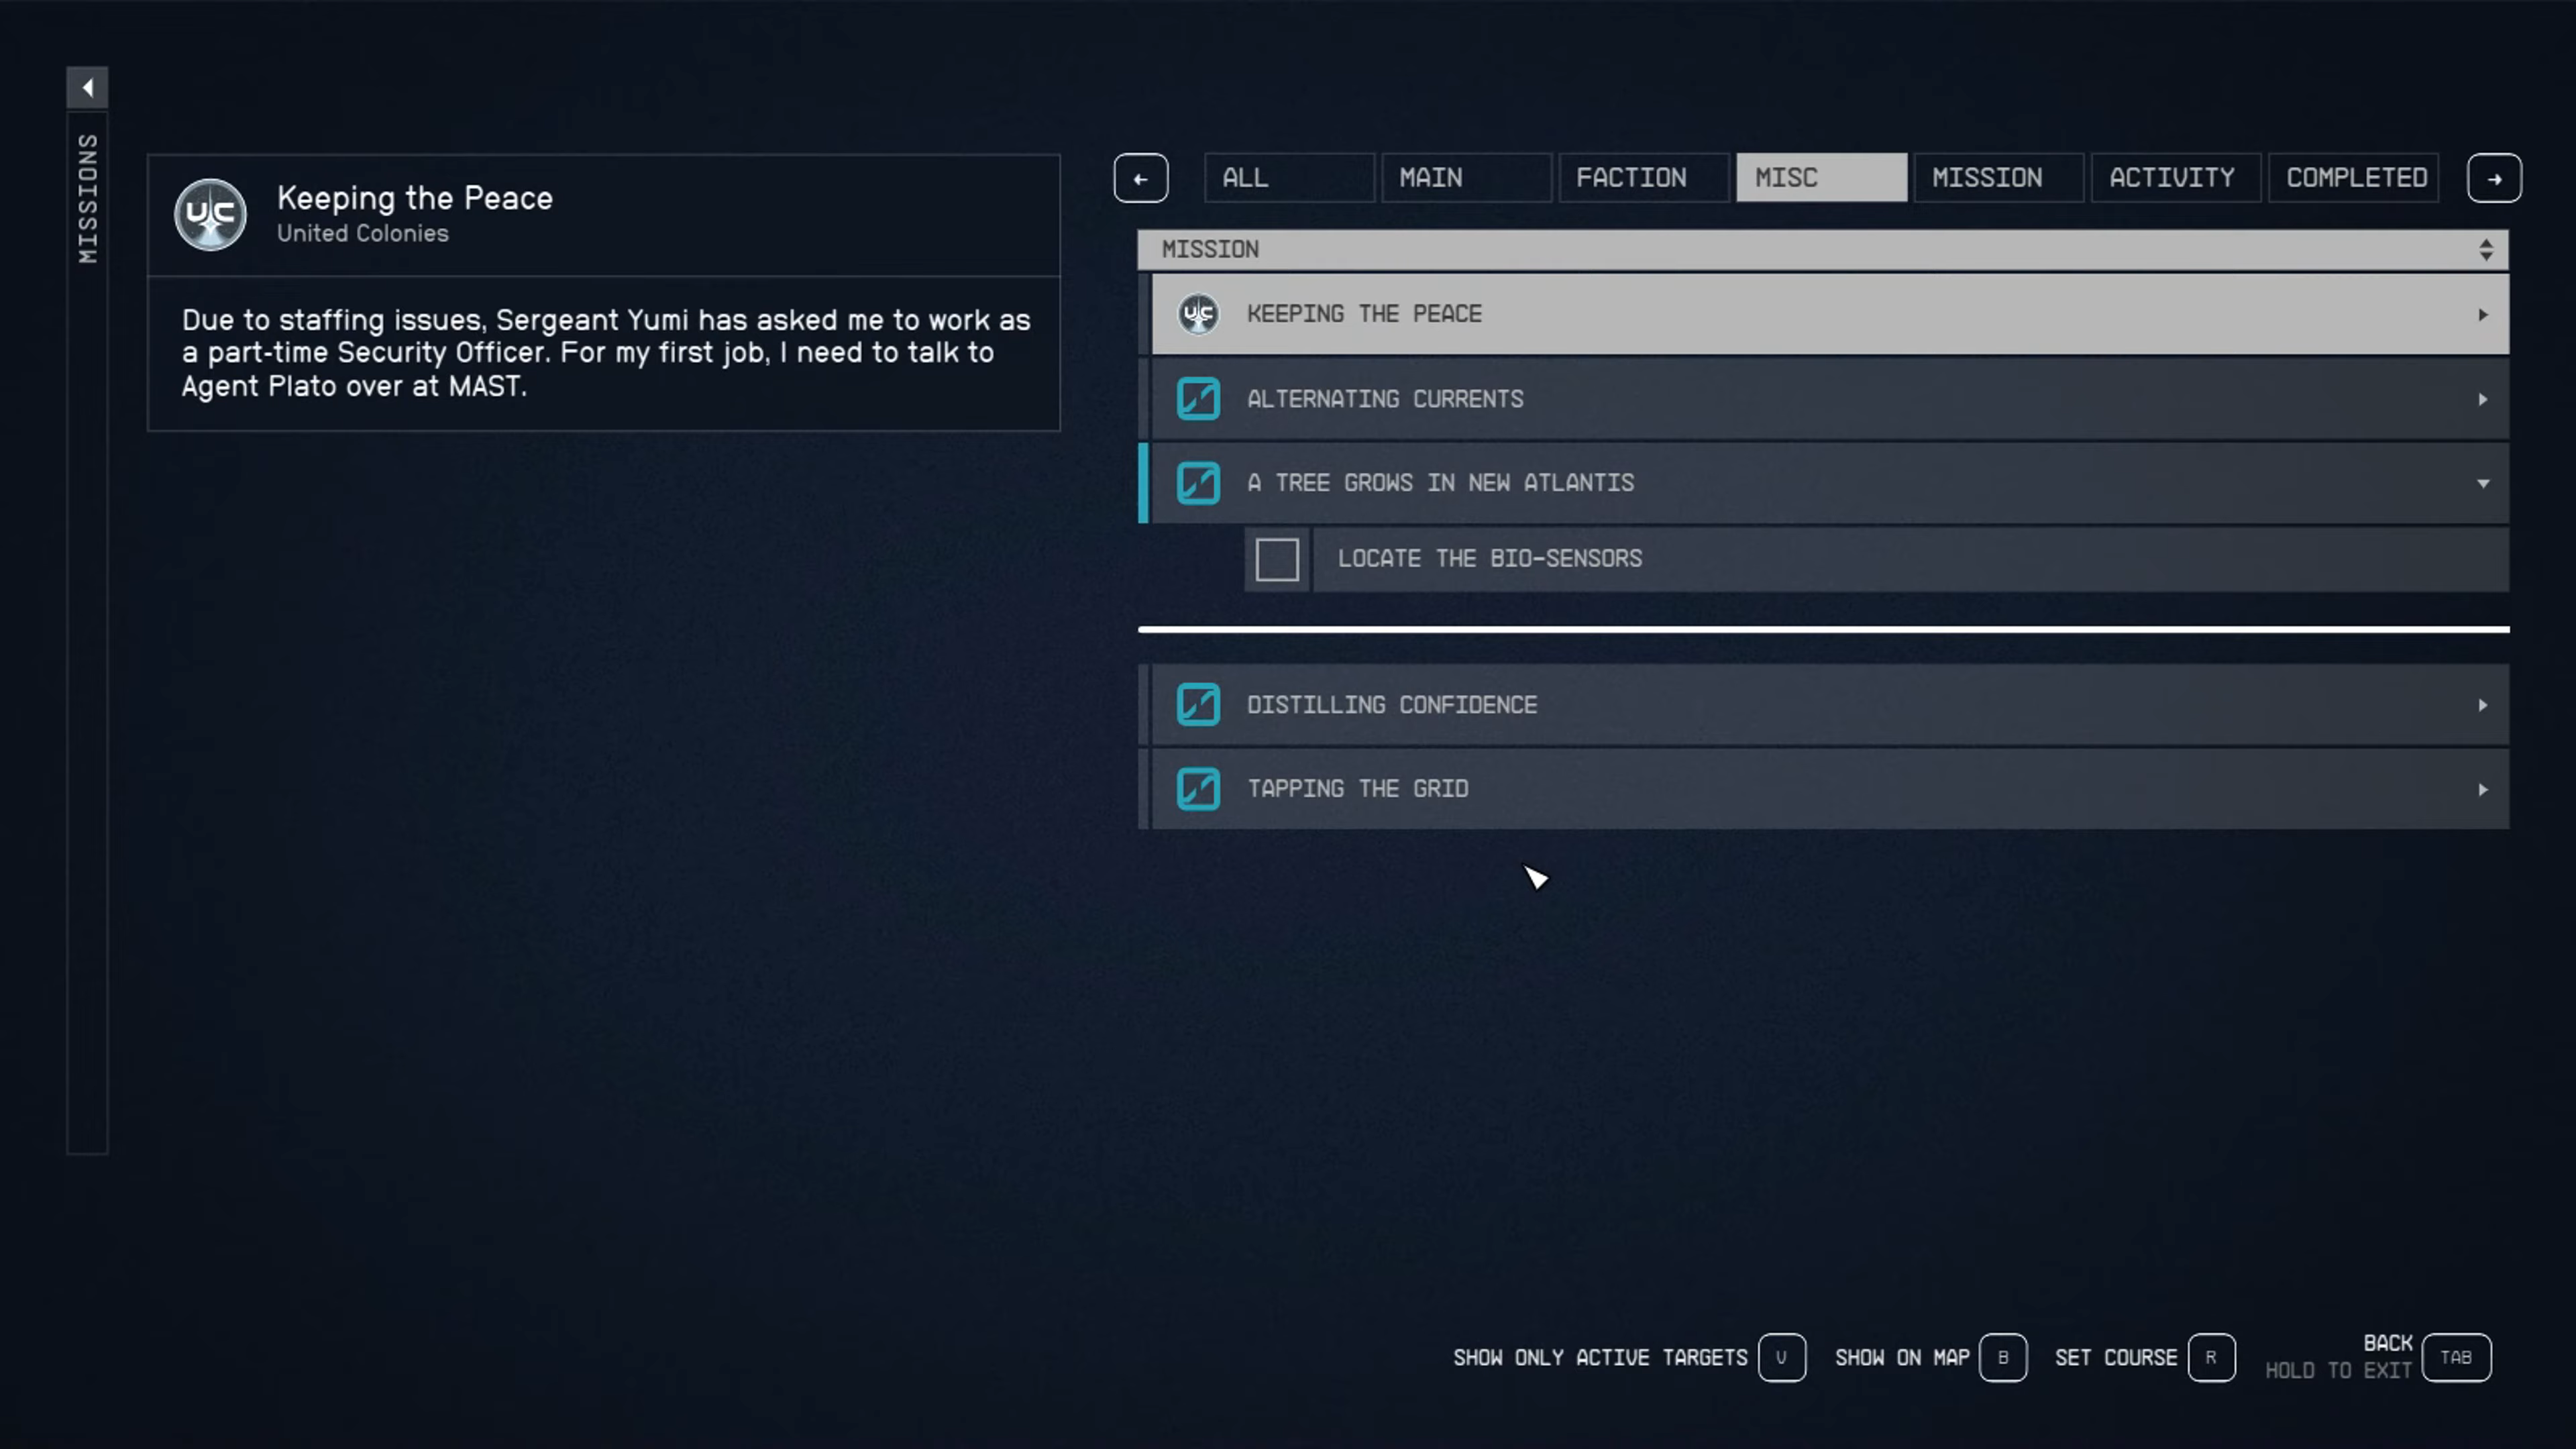 MISSIONS
UC
Keeping the Peace
United Colonies
Due to staffing issues, Sergeant Yumi has asked me to work as
a part-time Security Officer. For my first job, I need to talk to
Agent Plato over at MAST.
ALL
MAIN
FACTION
MISC
MISSION
ACTIVITY
COMPLETED
MISSION
UC
KEEPING THE PEACE
ALTERNATING CURRENTS
A TREE GROWS IN NEW ATLANTIS
LOCATE THE BIO-SENSORS
DISTILLING CONFIDENCE
TAPPING THE GRID
SHOW ONLY ACTIVE TARGETS V
SHOW ON MAP B
SET COURSE R
BACK
HOLD TO EXIT
TAB